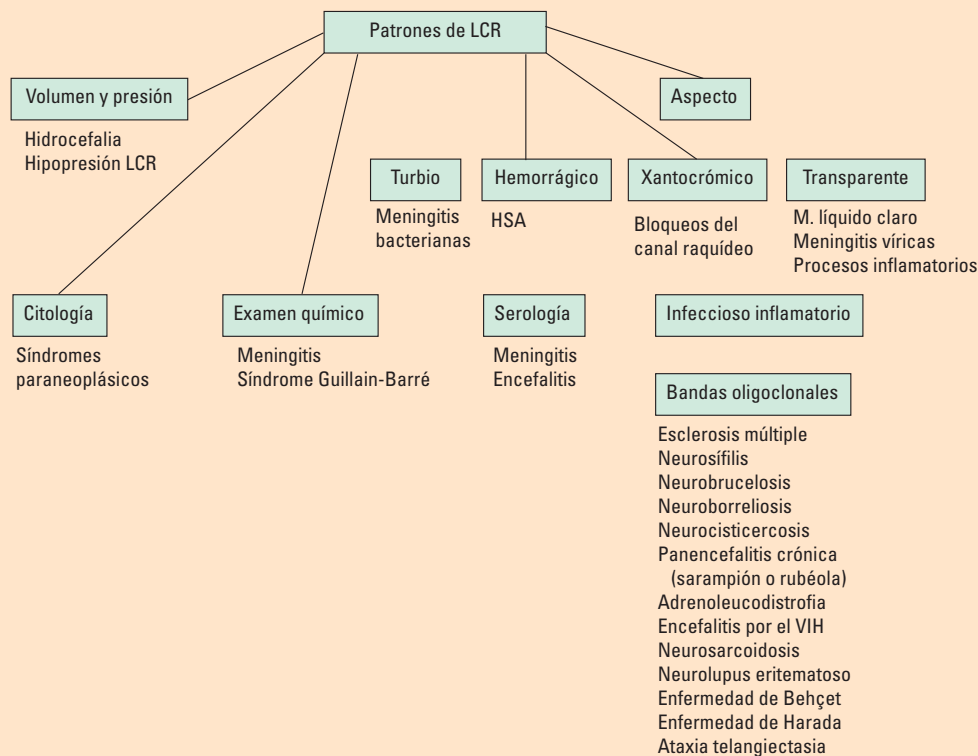 Patrones de LCR
Volumen y presión
Hidrocefalia
Hipopresión LCR
Aspecto
Turbio
Meningitis
bacterianas
Hemorrágico
HSA
Xantocrómico
Bloqueos del
canal raquídeo
Transparente
M. líquido claro
Meningitis víricas
Procesos inflamatorios
Citología
Síndromes
paraneoplásicos
Examen químico
Meningitis
Síndrome Guillain-Barré
Serología
Meningitis
Encefalitis
Infeccioso inflamatorio
Bandas oligoclonales
Esclerosis múltiple
Neurosífilis
Neurobrucelosis
Neuroborreliosis
Neurocisticercosis
Panencefalitis crónica
(sarampión o rubéola)
Adrenoleucodistrofia
Encefalitis por el VIH
Neurosarcoidosis
Neurolupus eritematoso
Enfermedad de Behçet
Enfermedad de Harada
Ataxia telangiectasia